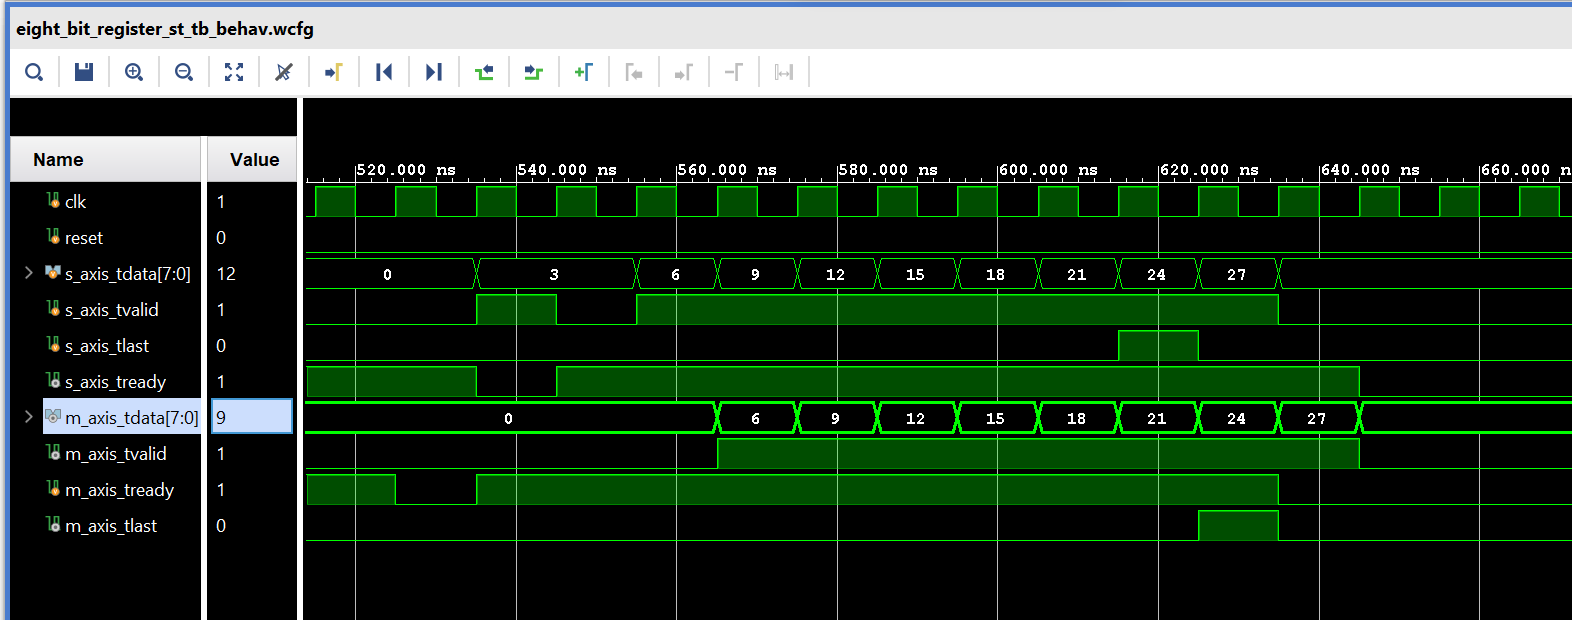 eight_bit_register_st_tb_behav.wcfg
Name Value
520.000 ns 540.000 ns 560.000 ns 580.000 ns 600.000 ns 620.000 ns 640.000 ns 660.000 n
clk 1
reset 0
s_axis_tdata[7:0] 12 0 3 6 9 12 15 18 21 24 27
s_axis_tvalid 1
s_axis_tlast 0
s_axis_tready 1
m_axis_tdata[7:0] 9 0 6 9 12 15 18 21 24 27
m_axis_tvalid 1
m_axis_tready 1
m_axis_tlast 0